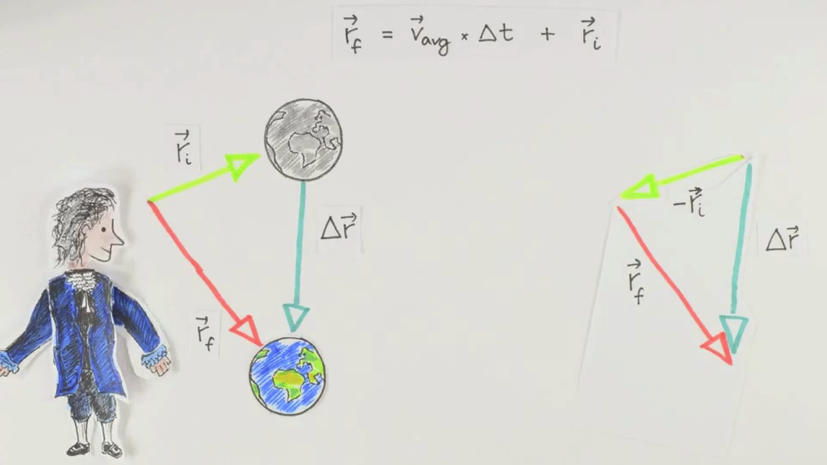 r⃗f = v⃗avg × Δt + r⃗i
r⃗i
Δr⃗
r⃗f
-r⃗i
Δr⃗
r⃗f